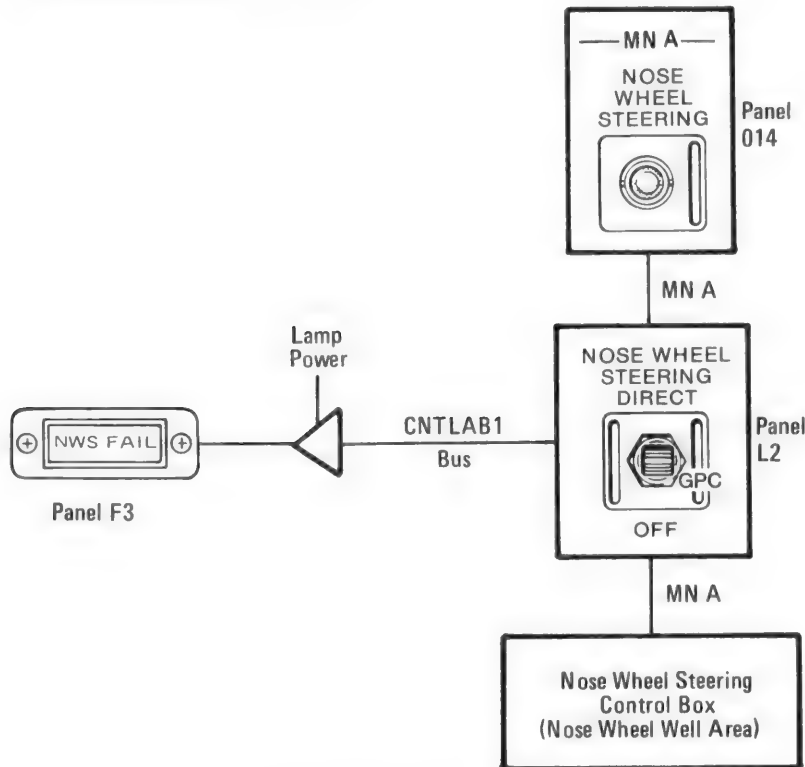 MN A
NOSE
WHEEL
STEERING
Panel
014
MN A
Lamp
Power
NOSE WHEEL
STEERING
DIRECT
GPC
OFF
Panel
L2
CNTLAB1
Bus
NWS FAIL
Panel F3
MN A
Nose Wheel Steering
Control Box
(Nose Wheel Well Area)